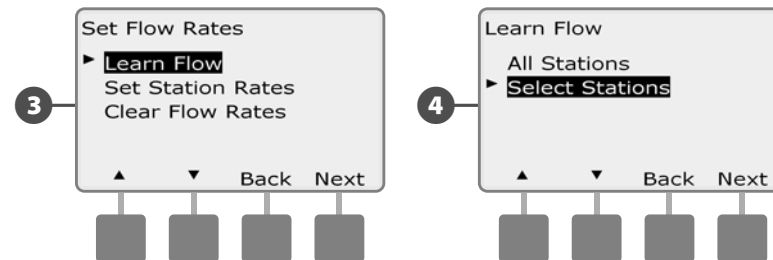 3
Set Flow Rates
► Learn Flow
Set Station Rates
Clear Flow Rates
▲ ▼ Back Next
4
Learn Flow
All Stations
► Select Stations
▲ ▼ Back Next